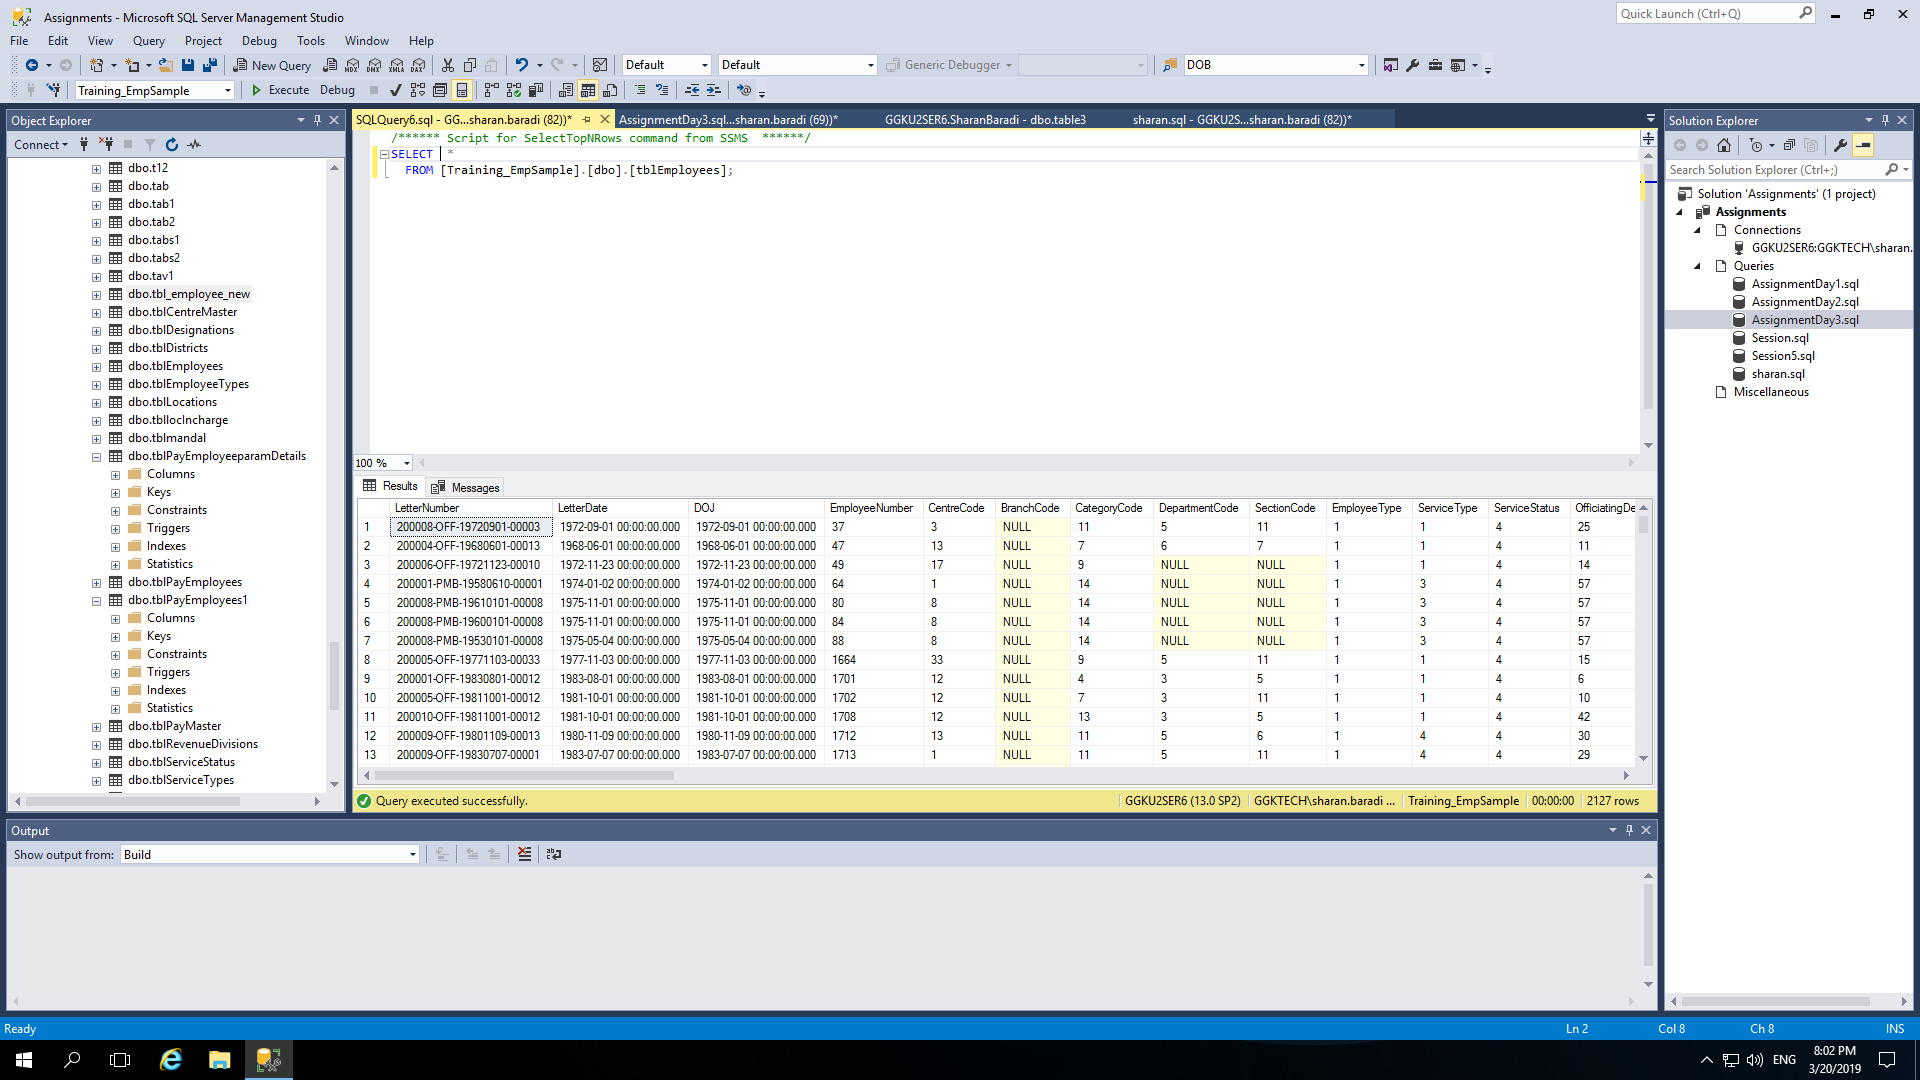 Assignments - Microsoft SQL Server Management Studio
Quick Launch (Ctrl+Q)
File Edit View Query Project Debug Tools Window Help
New Query MDX DMX XMLA DAX Default Default Generic Debugger DOB
Training_EmpSample Execute Debug
Object Explorer
Connect
dbo.t12
dbo.tab
dbo.tab1
dbo.tab2
dbo.tabs1
dbo.tabs2
dbo.tav1
dbo.tbl_employee_new
dbo.tblCentreMaster
dbo.tblDesignations
dbo.tblDistricts
dbo.tblEmployees
dbo.tblEmployeeTypes
dbo.tblLocations
dbo.tbllocIncharge
dbo.tblmandal
dbo.tblPayEmployeeparamDetails
Columns
Keys
Constraints
Triggers
Indexes
Statistics
dbo.tblPayEmployees
dbo.tblPayEmployees1
Columns
Keys
Constraints
Triggers
Indexes
Statistics
dbo.tblPayMaster
dbo.tblRevenueDivisions
dbo.tblServiceStatus
dbo.tblServiceTypes
SQLQuery6.sql - GG...sharan.baradi (82))* AssignmentDay3.sql...sharan.baradi (69))* GGKU2SER6.SharanBaradi - dbo.table3 sharan.sql - GGKU2S...sharan.baradi (82))*
/****** Script for SelectTopNRows command from SSMS ******/
SELECT *
FROM [Training_EmpSample].[dbo].[tblEmployees];
100 %
Results Messages
LetterNumber LetterDate DOJ EmployeeNumber CentreCode BranchCode CategoryCode DepartmentCode SectionCode EmployeeType ServiceType ServiceStatus OfficiatingDe
1 200008-OFF-19720901-00003 1972-09-01 00:00:00.000 1972-09-01 00:00:00.000 37 3 NULL 11 5 11 1 1 4 25
2 200004-OFF-19680601-00013 1968-06-01 00:00:00.000 1968-06-01 00:00:00.000 47 13 NULL 7 6 7 1 1 4 11
3 200006-OFF-19721123-00010 1972-11-23 00:00:00.000 1972-11-23 00:00:00.000 49 17 NULL 9 NULL NULL 1 1 4 14
4 200001-PMB-19580610-00001 1974-01-02 00:00:00.000 1974-01-02 00:00:00.000 64 1 NULL 14 NULL NULL 1 3 4 57
5 200008-PMB-19610101-00008 1975-11-01 00:00:00.000 1975-11-01 00:00:00.000 80 8 NULL 14 NULL NULL 1 3 4 57
6 200008-PMB-19600101-00008 1975-11-01 00:00:00.000 1975-11-01 00:00:00.000 84 8 NULL 14 NULL NULL 1 3 4 57
7 200008-PMB-19530101-00008 1975-05-04 00:00:00.000 1975-05-04 00:00:00.000 88 8 NULL 14 NULL NULL 1 3 4 57
8 200005-OFF-19771103-00033 1977-11-03 00:00:00.000 1977-11-03 00:00:00.000 1664 33 NULL 9 5 11 1 1 4 15
9 200001-OFF-19830801-00012 1983-08-01 00:00:00.000 1983-08-01 00:00:00.000 1701 12 NULL 4 3 5 1 1 4 6
10 200005-OFF-19811001-00012 1981-10-01 00:00:00.000 1981-10-01 00:00:00.000 1702 12 NULL 7 3 11 1 1 4 10
11 200010-OFF-19811001-00012 1981-10-01 00:00:00.000 1981-10-01 00:00:00.000 1708 12 NULL 13 3 5 1 1 4 42
12 200009-OFF-19801109-00013 1980-11-09 00:00:00.000 1980-11-09 00:00:00.000 1712 13 NULL 11 5 6 1 4 4 30
13 200009-OFF-19830707-00001 1983-07-07 00:00:00.000 1983-07-07 00:00:00.000 1713 1 NULL 11 5 11 1 4 4 29
Query executed successfully. GGKU2SER6 (13.0 SP2) GGKTECH\sharan.baradi ... Training_EmpSample 00:00:00 2127 rows
Solution Explorer
Search Solution Explorer (Ctrl+;)
Solution 'Assignments' (1 project)
Assignments
Connections
GGKU2SER6:GGKTECH\sharan.
Queries
AssignmentDay1.sql
AssignmentDay2.sql
AssignmentDay3.sql
Session.sql
Session5.sql
sharan.sql
Miscellaneous
Output
Show output from: Build
Ready Ln 2 Col 8 Ch 8 INS
ENG 8:02 PM
3/20/2019